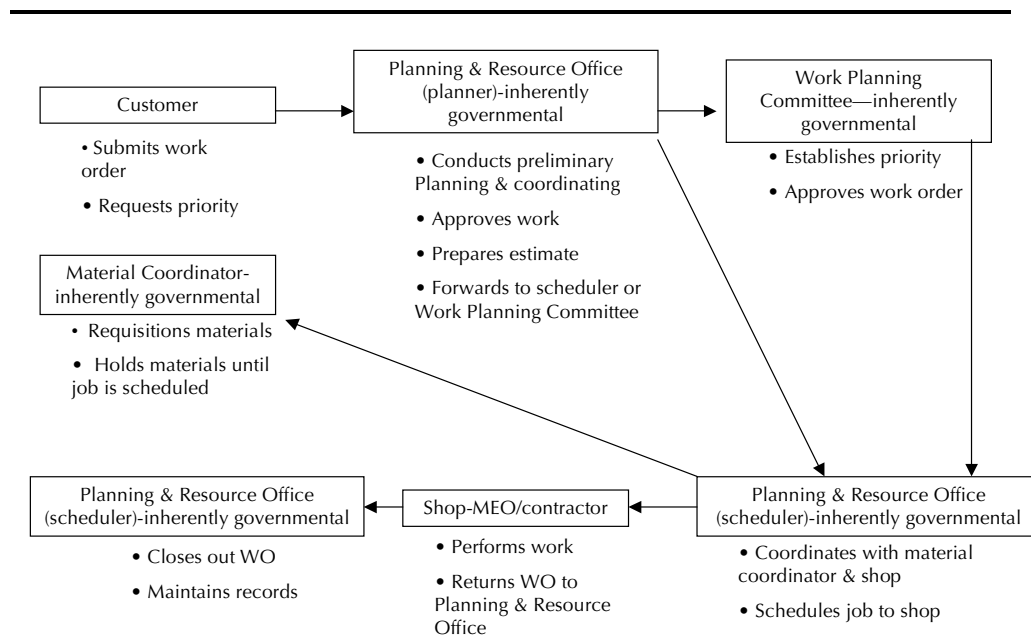 Customer
• Submits work
order
• Requests priority
Planning & Resource Office
(planner)-inherently
governmental
• Conducts preliminary
Planning & coordinating
• Approves work
• Prepares estimate
• Forwards to scheduler or
Work Planning Committee
Work Planning
Committee—inherently
governmental
• Establishes priority
• Approves work order
Material Coordinator-
inherently governmental
• Requisitions materials
• Holds materials until
job is scheduled
Planning & Resource Office
(scheduler)-inherently governmental
• Closes out WO
• Maintains records
Shop-MEO/contractor
• Performs work
• Returns WO to
Planning & Resource
Office
Planning & Resource Office
(scheduler)-inherently governmental
• Coordinates with material
coordinator & shop
• Schedules job to shop